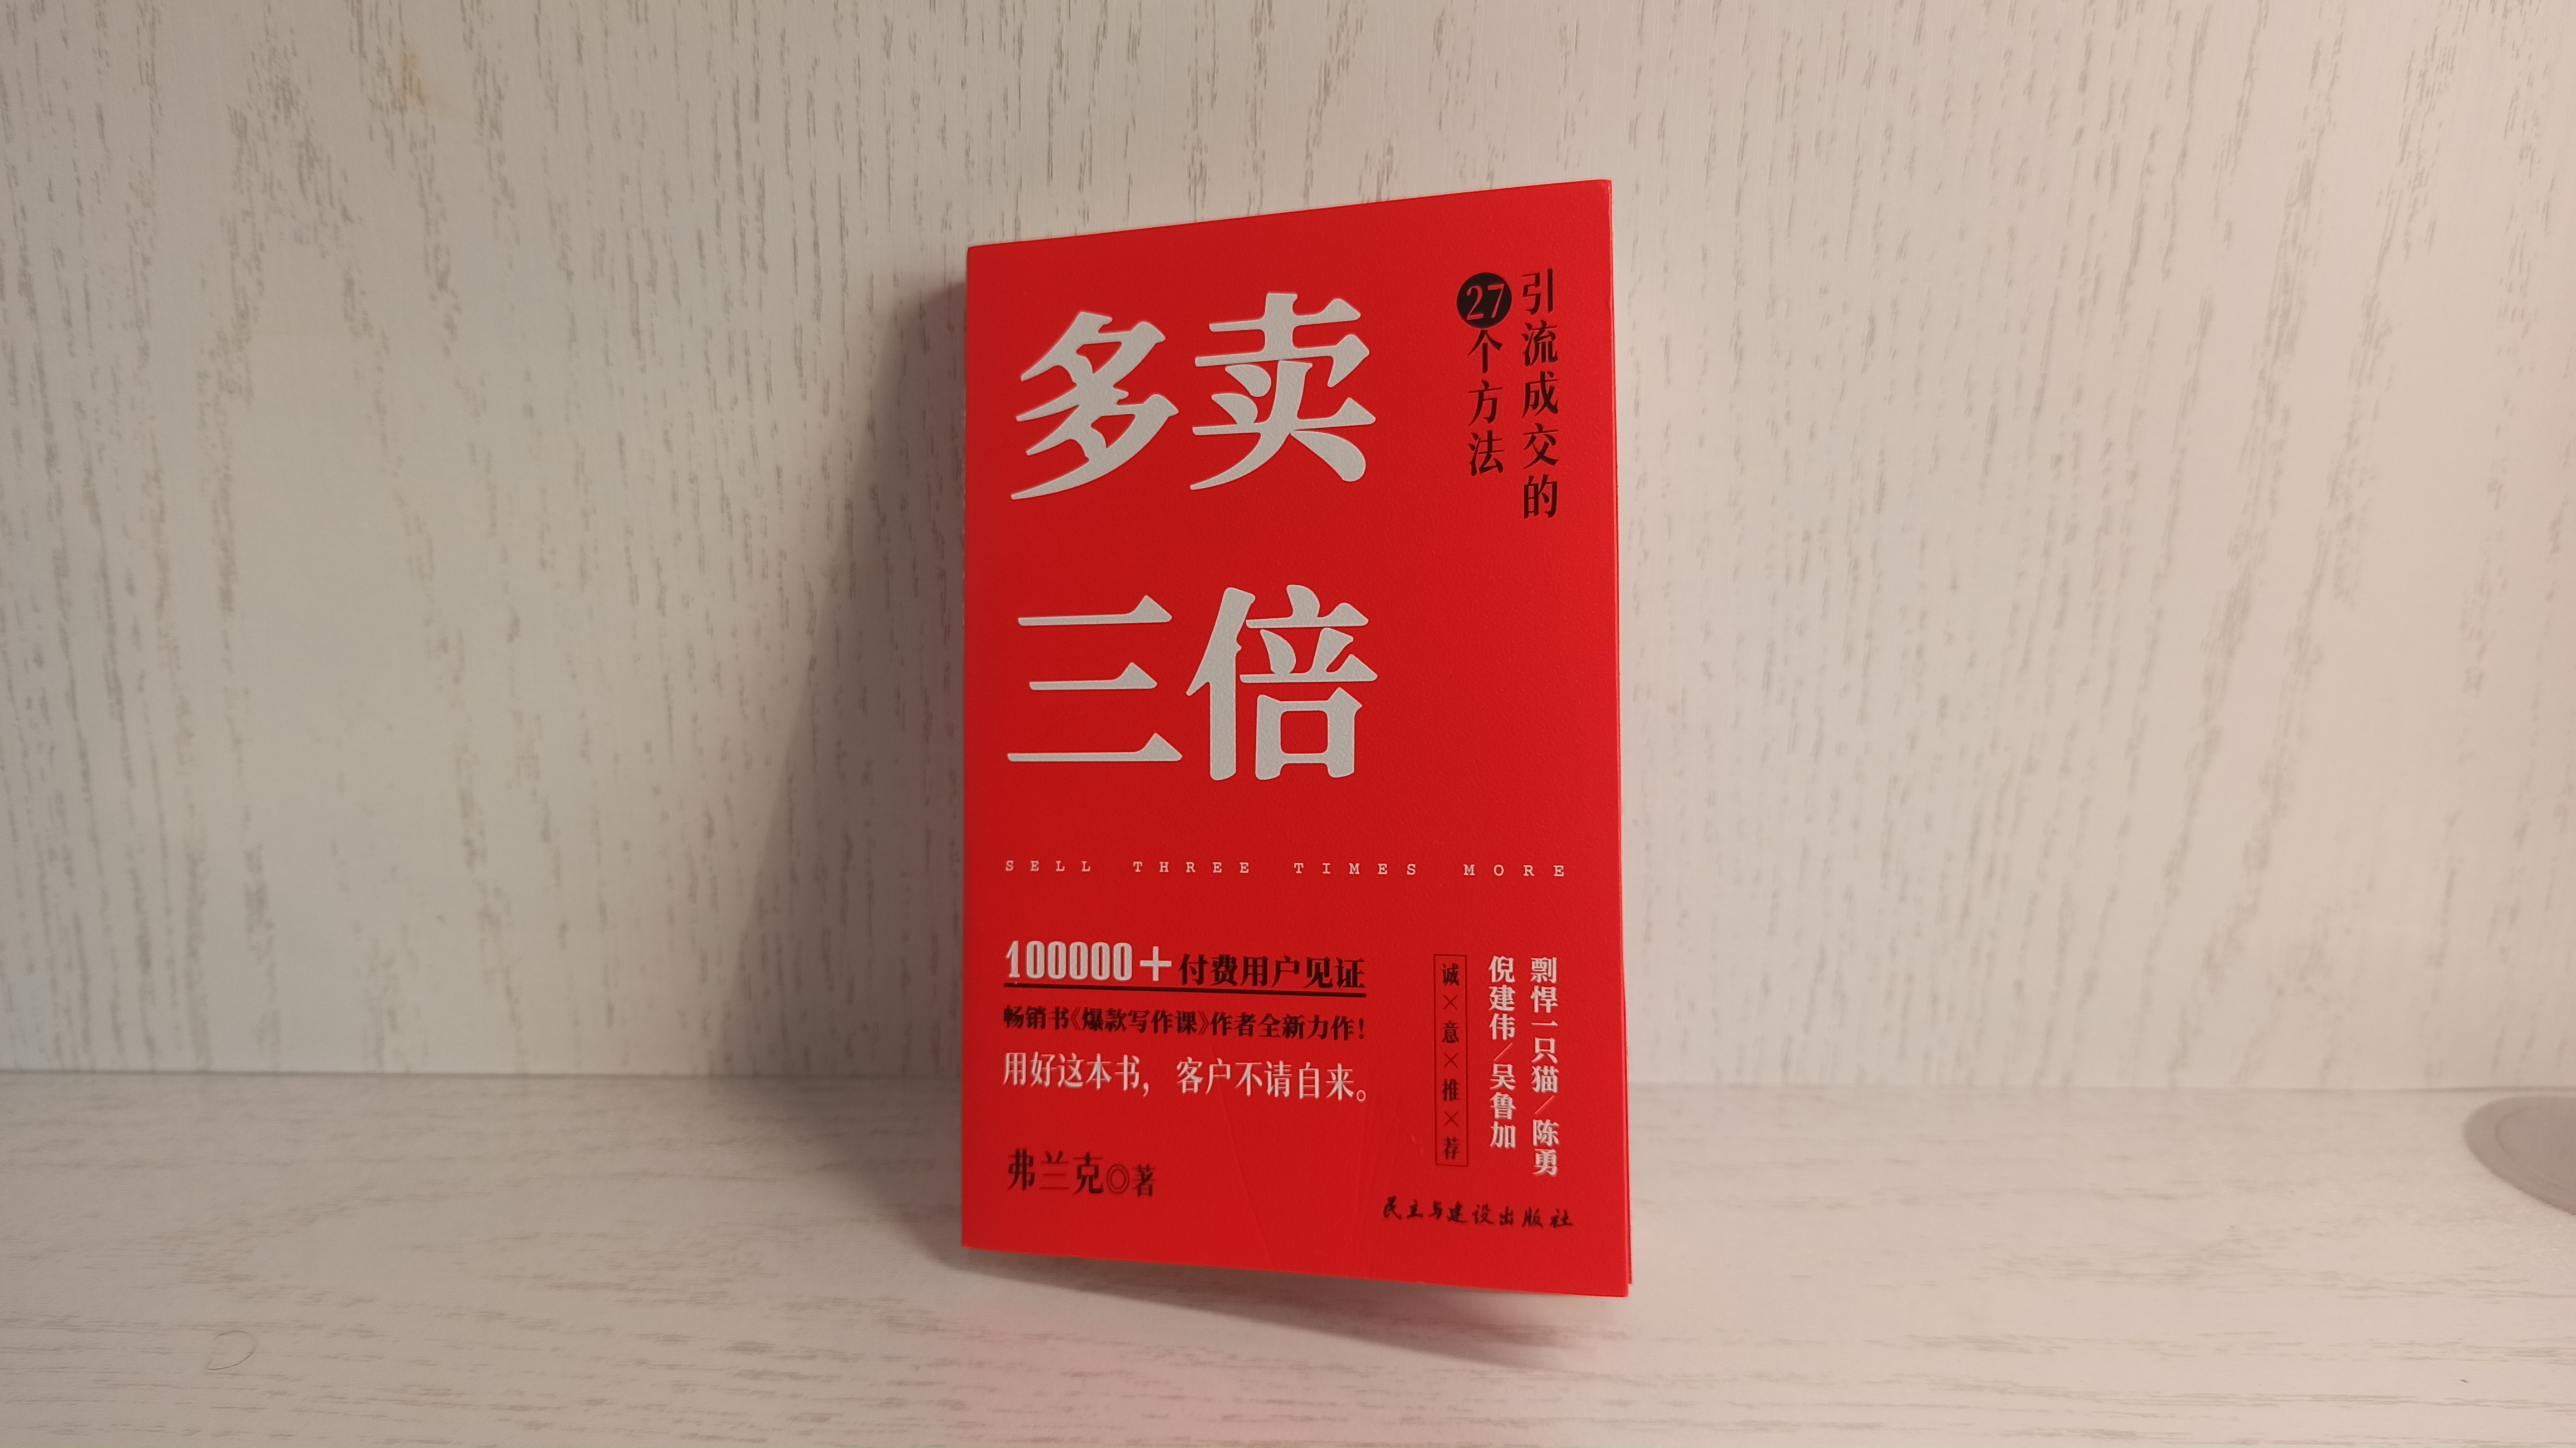 多卖
三倍
引流成交的
27个方法
SELL THREE TIMES MORE
100000+付费用户见证
畅销书《爆款写作课》作者全新力作！
用好这本书，客户不请自来。
弗兰克◎著
剽悍一只猫/陈勇
倪建伟/吴鲁加
诚×意×推×荐
民主与建设出版社